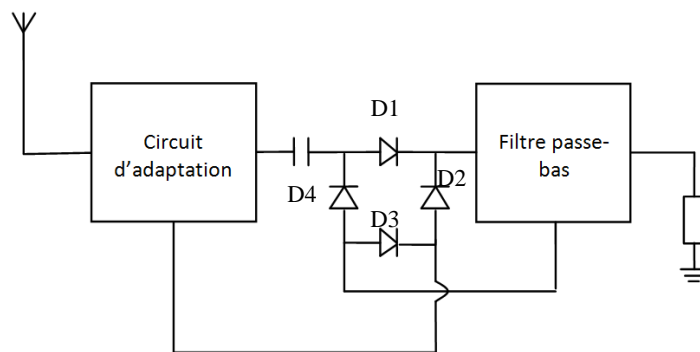 D1
Circuit
d’adaptation
Filtre passe-
bas
D2
D4
D3